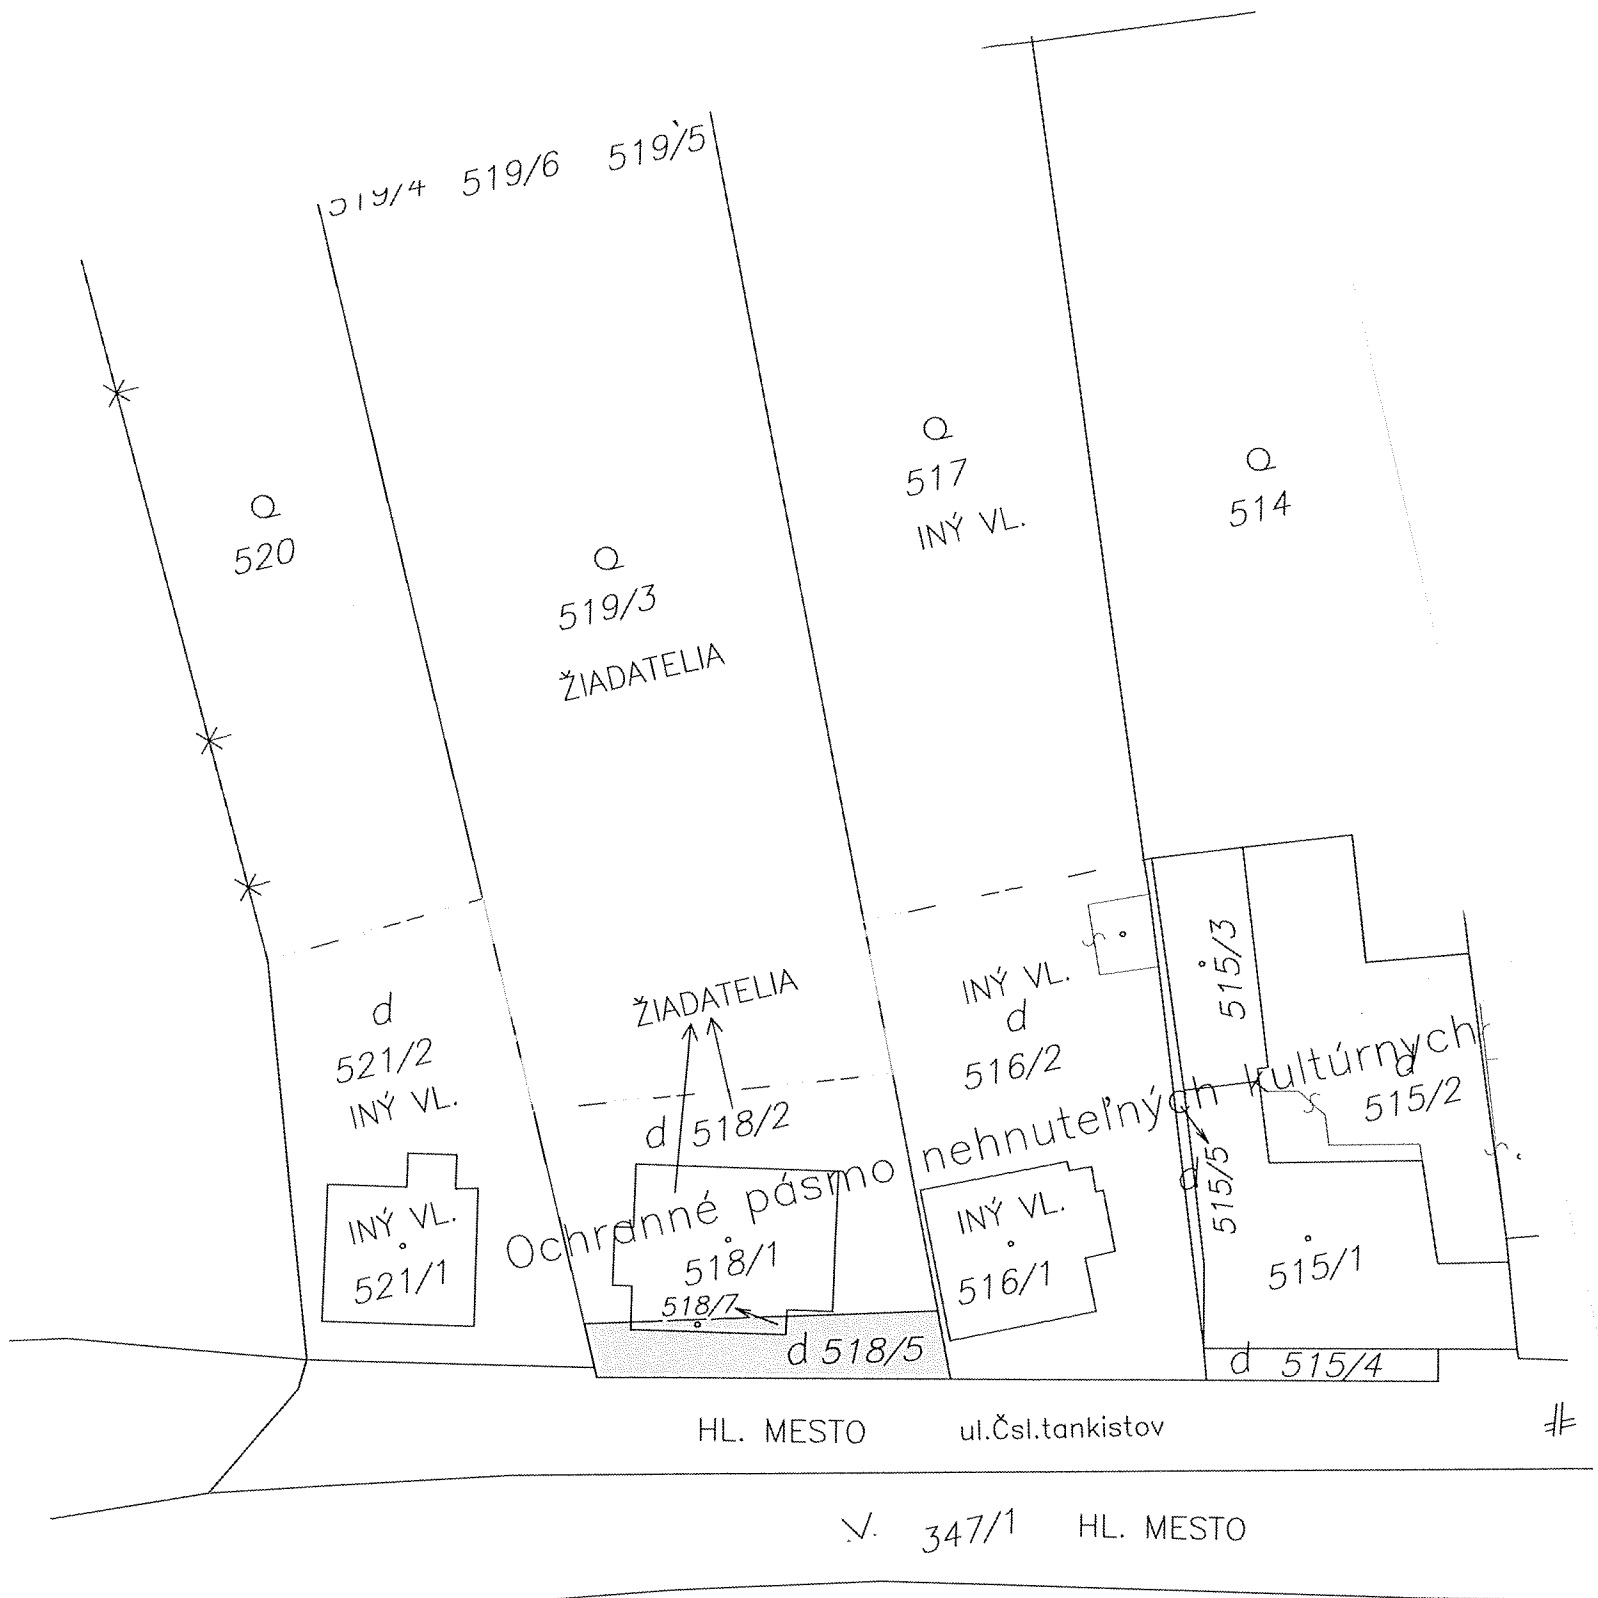 519/4 519/6 519/5
Q
517
INÝ VL.
Q
514
Q
520
Q
519/3
ŽIADATELIA
515/3
d
521/2
INÝ VL.
ŽIADATELIA
INÝ VL.
d
516/2
d
515/2
d 518/2
Ochranné pásmo nehnuteľných kultúrnych
d
515/5
INÝ VL.
521/1
518/1
518/7
INÝ VL.
516/1
515/1
d 518/5
d 515/4
HL. MESTO ul.Čsl.tankistov
347/1 HL. MESTO